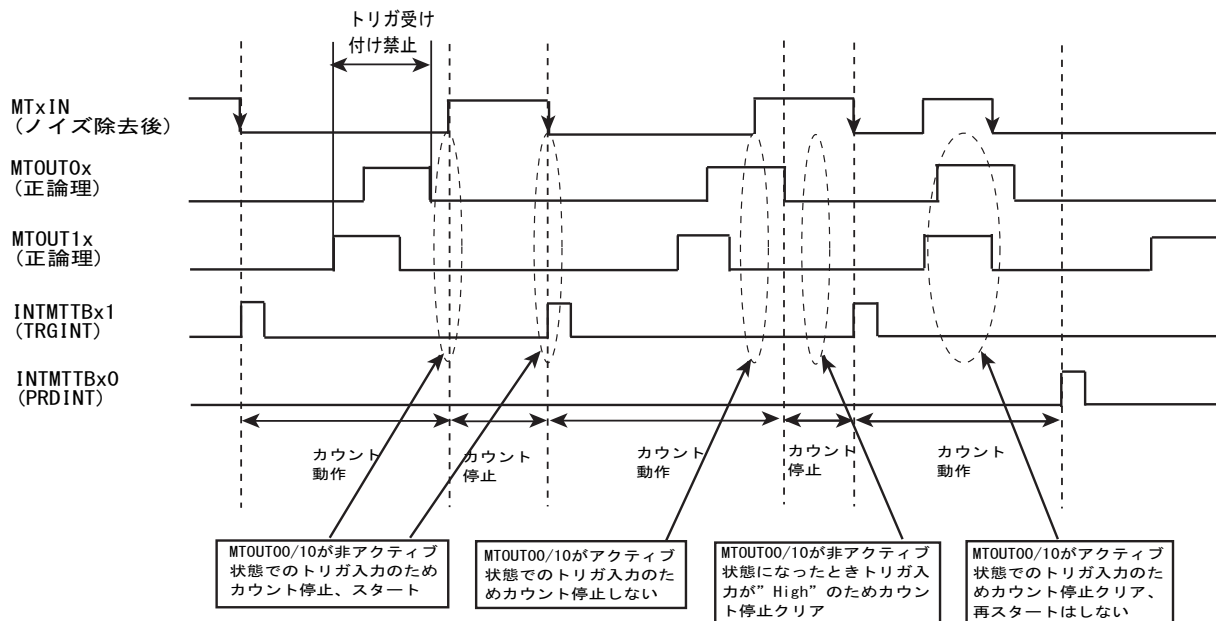 トリガ受け
付け禁止
MTxIN
(ノイズ除去後)
MTOUT0x
(正論理)
MTOUT1x
(正論理)
INTMTTBx1
(TRGINT)
INTMTTBx0
(PRDINT)
カウント
動作
カウント
停止
カウント
動作
カウント
停止
カウント
動作
MTOUT00/10が非アクティブ
状態でのトリガ入力のため
カウント停止、スタート
MTOUT00/10がアクティブ
状態でのトリガ入力のた
めカウント停止しない
MTOUT00/10が非アクティブ
状態になったときトリガ入
力が”High”のためカウン
ト停止クリア
MTOUT00/10がアクティブ
状態でのトリガ入力のた
めカウント停止クリア、
再スタートはしない